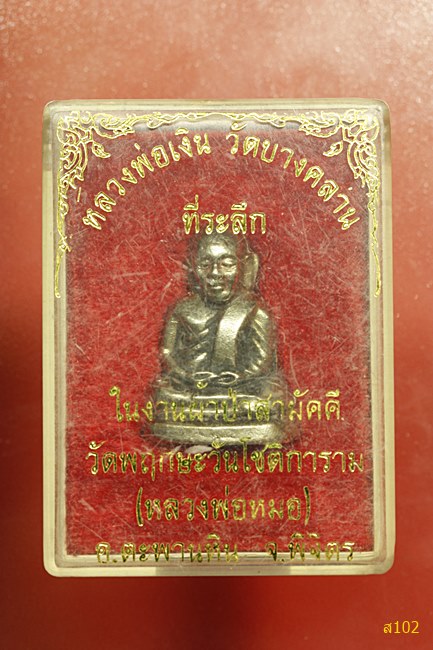 หลวงพ่อเงิน วัดบางคลาน
ที่ระลึก
ในงานผ้าป่าสามัคคี
วัดพฤกษะวันโชติการาม
(หลวงพ่อหมอ)
อ.ตะพานหิน จ.พิจิตร
ส102